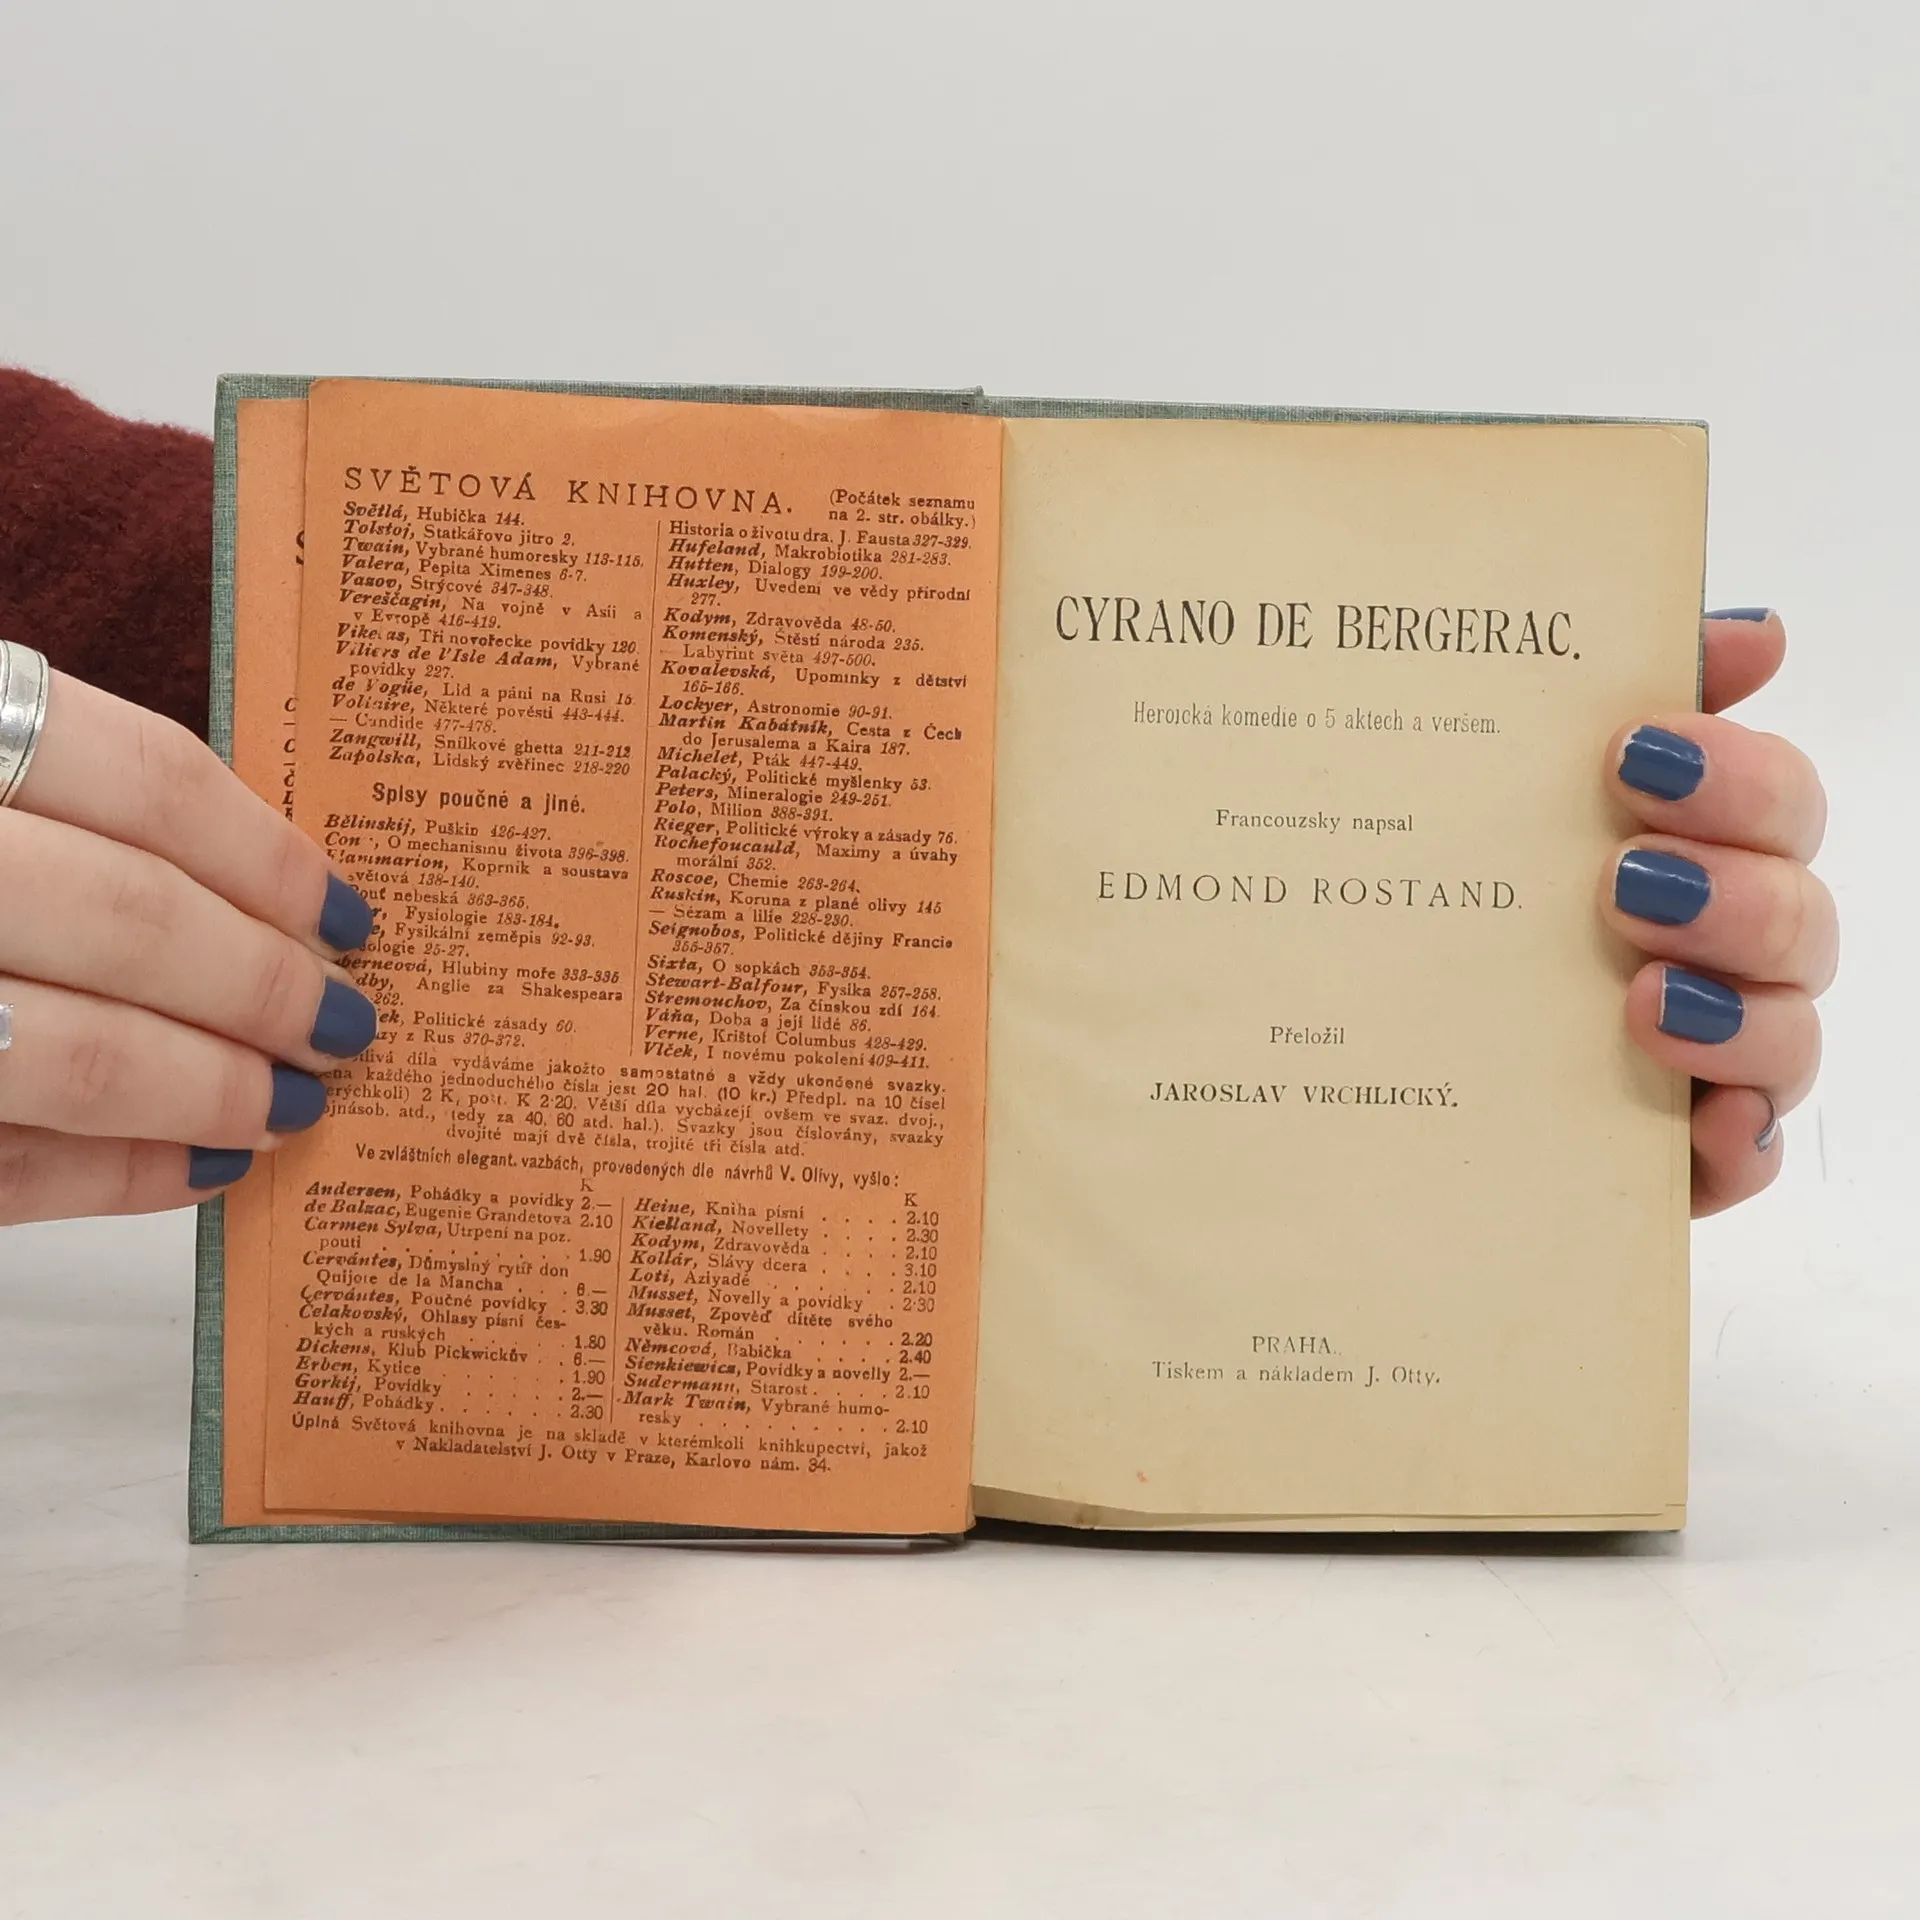 SVĚTOVÁ KNIHOVNA.
(Počátek seznamu
na 2. str. obálky.)
Světlá, Hubička 144.
Tolstoj, Statkářovo jitro 2.
Twain, Vybrané humoresky 113-115.
Valera, Pepita Ximenes 6-7.
Vazov, Strýcové 347-348.
Vereščagin, Na vojně v Asii a
v Evropě 416-419.
Tři novořecke povídky 120.
Viliers de l'Isle Adam, Vybrané
povídky 227.
de Vogüe, Lid a páni na Rusi 15
Některé pověsti 443-444.
— Candide 477-478.
Zangwill, Snílkové ghetta 211-212
Zapolska, Lidský zvěřinec 218-220
Spisy poučné a jiné.
Bělinskij, Puškin 426-427.
O mechanismu života 396-398.
Flammarion, Koprnik a soustava
světová 138-140.
nebeská 363-365.
Fysiologie 183-184.
Fysikální zeměpis 92-93.
25-27.
Hlubiny moře 333-335
Anglie za Shakespeara
262.
Politické zásady 60.
z Rus 370-372.
Historia o životu dra. J. Fausta 327-329.
Hufeland, Makrobiotika 281-283.
Hutten, Dialogy 199-200.
Huxley, Uvedení ve vědy přírodní
277.
Kodym, Zdravověda 48-50.
Komenský, Štěstí národa 235.
— Labyrint světa 497-500.
Kovalevská, Upomínky z dětství
165-166.
Lockyer, Astronomie 90-91.
Martin Kabátník, Cesta z Čech
do Jerusalema a Kaira 187.
Michelet, Pták 447-449.
Palacký, Politické myšlenky 53.
Peters, Mineralogie 249-251.
Polo, Milion 388-391.
Rieger, Politické výroky a zásady 76.
Rochefoucauld, Maximy a úvahy
morální 352.
Roscoe, Chemie 263-264.
Ruskin, Koruna z plané olivy 145
— Sézam a lilie 228-230.
Seignobos, Politické dějiny Francie
355-357.
Sixta, O sopkách 353-354.
Stewart-Balfour, Fysika 257-258.
Stremouchov, Za čínskou zdí 164.
Váňa, Doba a její lidé 86.
Verne, Krištof Columbus 428-429.
Vlček, I novému pokolení 409-411.
díla vydáváme jakožto samostatné a vždy ukončené svazky.
každého jednoduchého čísla jest 20 hal. (10 kr.) Předpl. na 10 čísel
2 K, pošt. K 2·20. Větší díla vycházejí ovšem ve svaz. dvoj.,
atd., (tedy za 40, 60 atd. hal.). Svazky jsou číslovány, svazky
dvojité mají dvě čísla, trojité tři čísla atd.
Ve zvláštních elegant. vazbách, provedených dle návrhů V. Olivy, vyšlo:
K
Andersen, Pohádky a povídky 2.—
de Balzac, Eugenie Grandetova 2.10
Carmen Sylva, Utrpení na poz.
pouti . . . . . . . 1.90
Cervántes, Důmyslný rytíř don
Quijote de la Mancha . . . 6.—
Cervántes, Poučné povídky . 3.30
Čelakovský, Ohlasy písní čes-
kých a ruských . . . . 1.80
Dickens, Klub Pickwickův . . 6.—
Erben, Kytice . . . . . 1.90
Gorkij, Povídky . . . . . 2.—
Hauff, Pohádky . . . . . 2.30
K
Heine, Kniha písní . . . . 2.10
Kielland, Novellety . . . . 2.30
Kodym, Zdravověda . . . . 2.10
Kollár, Slávy dcera . . . . 3.10
Loti, Aziyadé . . . . . 2.10
Musset, Novelly a povídky . 2·30
Musset, Zpověď dítěte svého
věku. Román . . . . . 2.20
Němcová, Babička . . . . 2.40
Sienkiewicz, Povídky a novelly 2.—
Sudermann, Starost . . . . 2.10
Mark Twain, Vybrané humo-
resky . . . . . . . 2.10
Úplná Světová knihovna je na skladě v kterémkoli knihkupectví, jakož
v Nakladatelství J. Otty v Praze, Karlovo nám. 34.
CYRANO DE BERGERAC.
Heroická komedie o 5 aktech a veršem.
Francouzsky napsal
EDMOND ROSTAND.
Přeložil
JAROSLAV VRCHLICKÝ.
PRAHA.
Tiskem a nákladem J. Otty.